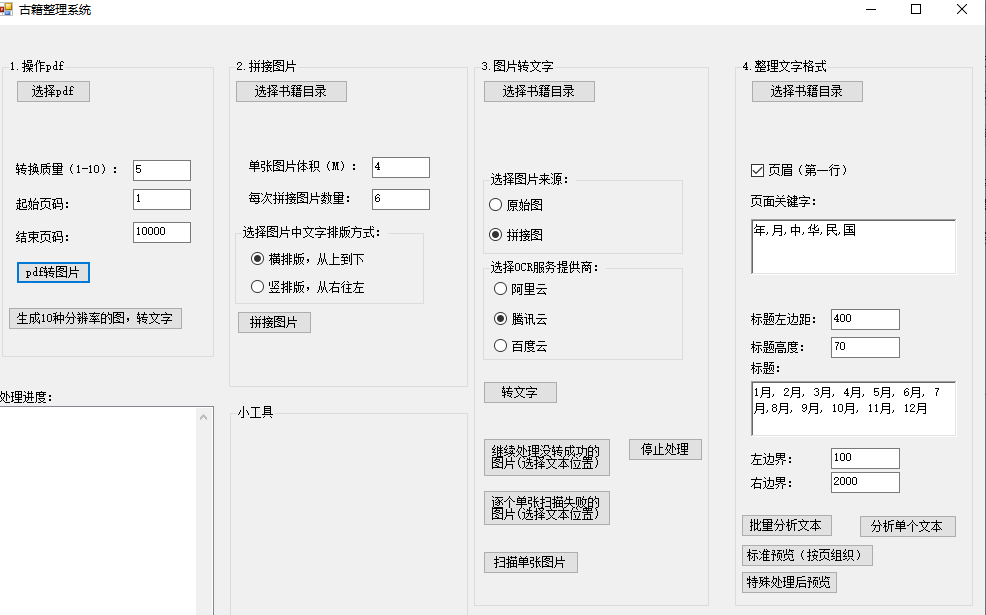 古籍整理系统
1.操作pdf
选择pdf
转换质量（1-10）：
5
起始页码：
1
结束页码：
10000
pdf转图片
生成10种分辨率的图，转文字
处理进度：
2.拼接图片
选择书籍目录
单张图片体积（M）：
4
每次拼接图片数量：
6
选择图片中文字排版方式：
横排版，从上到下
竖排版，从右往左
拼接图片
小工具
3.图片转文字
选择书籍目录
选择图片来源：
原始图
拼接图
选择OCR服务提供商：
阿里云
腾讯云
百度云
转文字
继续处理没转成功的
图片(选择文本位置)
停止处理
逐个单张扫描失败的
图片(选择文本位置)
扫描单张图片
4.整理文字格式
选择书籍目录
页眉（第一行）
页面关键字：
年,月,中,华,民,国
标题左边距：
400
标题高度：
70
标题：
1月, 2月, 3月, 4月, 5月, 6月, 7
月,8月, 9月, 10月, 11月, 12月
左边界：
100
右边界：
2000
批量分析文本
分析单个文本
标准预览（按页组织）
特殊处理后预览